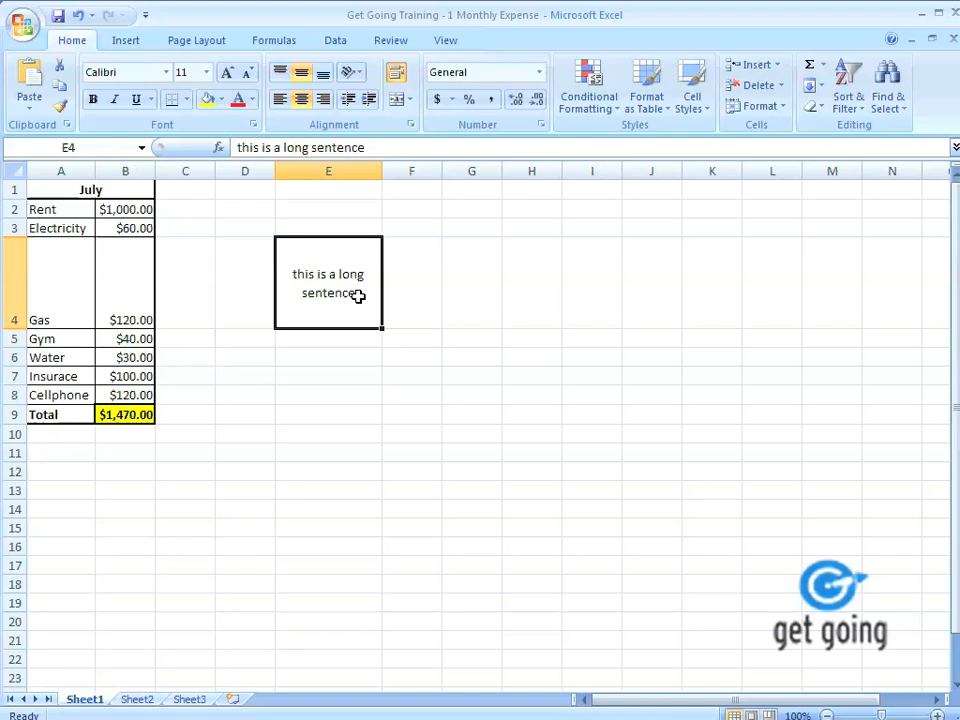 Get Going Training - 1 Monthly Expense - Microsoft Excel
Home Insert Page Layout Formulas Data Review View
Paste
Calibri 11
General
Conditional Formatting
Format as Table
Cell Styles
Insert
Delete
Format
Sort & Filter
Find & Select
Clipboard Font Alignment Number Styles Cells Editing
E4 fx this is a long sentence
A B C D E F G H I J K L M N
1 July
2 Rent $1,000.00
3 Electricity $60.00
this is a long
sentence
4 Gas $120.00
5 Gym $40.00
6 Water $30.00
7 Insurace $100.00
8 Cellphone $120.00
9 Total $1,470.00
10
11
12
13
14
15
16
17
18
19
20
21
22
23
get going
Sheet1 Sheet2 Sheet3
Ready 100%